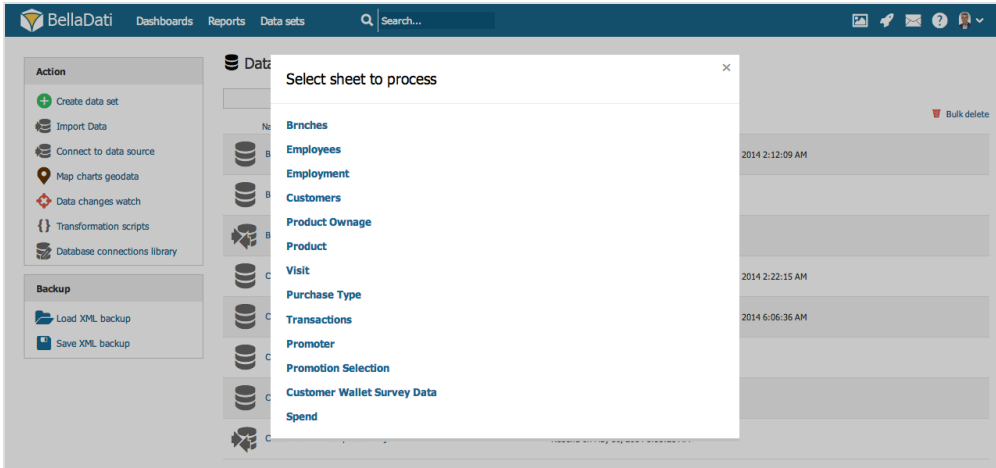 BellaDati Dashboards Reports Data sets Search...
Action
Create data set
Import Data
Connect to data source
Map charts geodata
Data changes watch
Transformation scripts
Database connections library
Backup
Load XML backup
Save XML backup
Data
Select sheet to process
×
Brnches
Employees
Employment
Customers
Product Ownage
Product
Visit
Purchase Type
Transactions
Promoter
Promotion Selection
Customer Wallet Survey Data
Spend
Bulk delete
Na
B 2014 2:12:09 AM
B
B
C 2014 2:22:15 AM
C 2014 6:06:36 AM
C
C
C